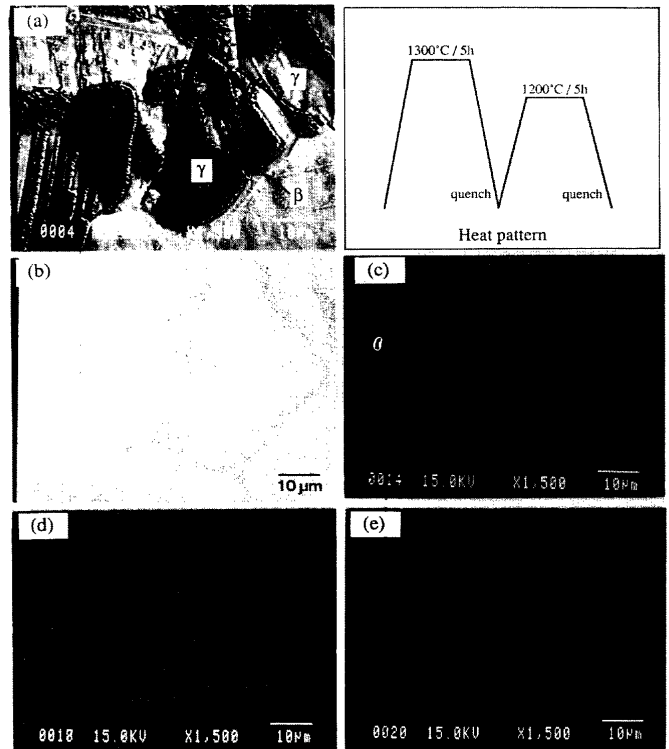 (a)
γ
γ
β
0004
1300°C / 5h
1200°C / 5h
quench
quench
Heat pattern
(b)
10 µm
(c)
0014 15.0KV X1,500 10µm
(d)
0018 15.0KV X1,500 10µm
(e)
0020 15.0KV X1,500 10µm